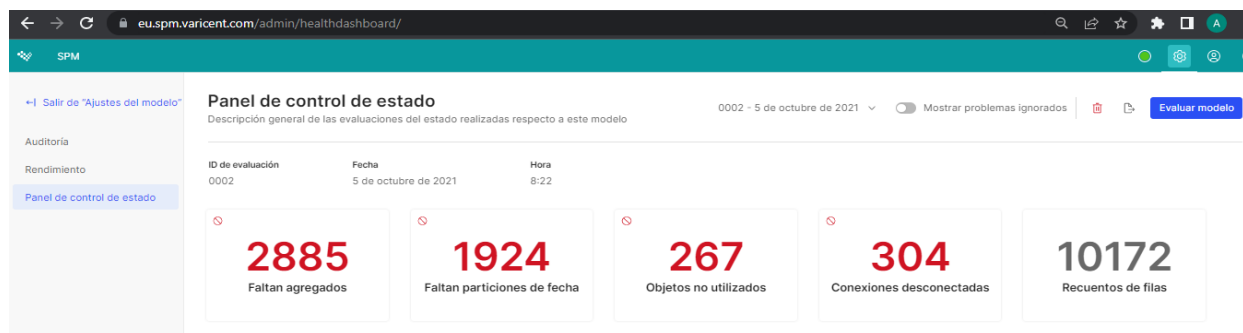 eu.spm.varicent.com/admin/healthdashboard/
A
SPM
Salir de "Ajustes del modelo"
Auditoría
Rendimiento
Panel de control de estado
Panel de control de estado
Descripción general de las evaluaciones del estado realizadas respecto a este modelo
0002 - 5 de octubre de 2021
Mostrar problemas ignorados
Evaluar modelo
ID de evaluación
Fecha
Hora
0002
5 de octubre de 2021
8:22
2885
Faltan agregados
1924
Faltan particiones de fecha
267
Objetos no utilizados
304
Conexiones desconectadas
10172
Recuentos de filas